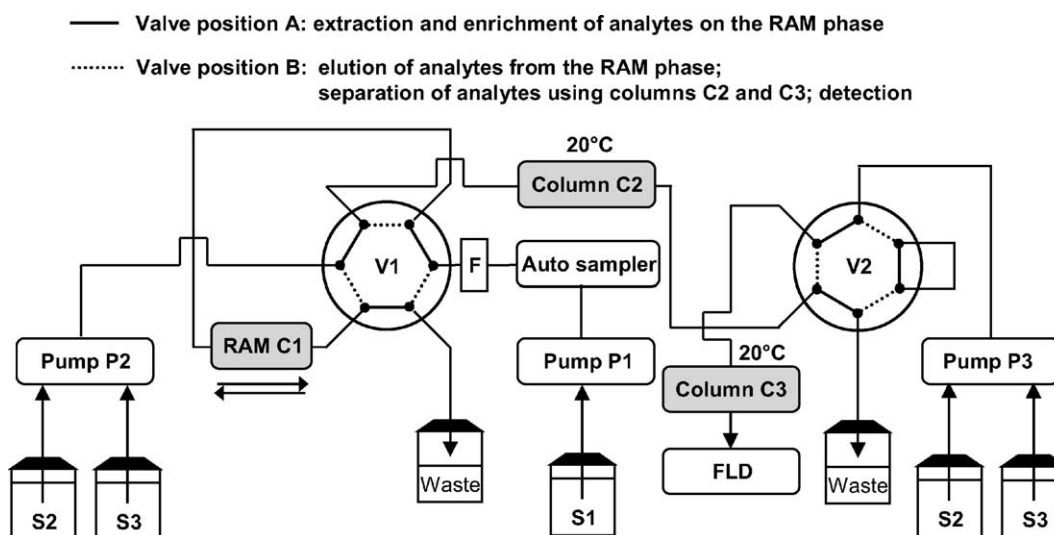 Valve position A: extraction and enrichment of analytes on the RAM phase
Valve position B: elution of analytes from the RAM phase;
separation of analytes using columns C2 and C3; detection
20°C
Column C2
V1
F
Auto sampler
V2
RAM C1
Pump P2
Pump P1
20°C
Column C3
Pump P3
Waste
FLD
Waste
S2
S3
S1
S2
S3